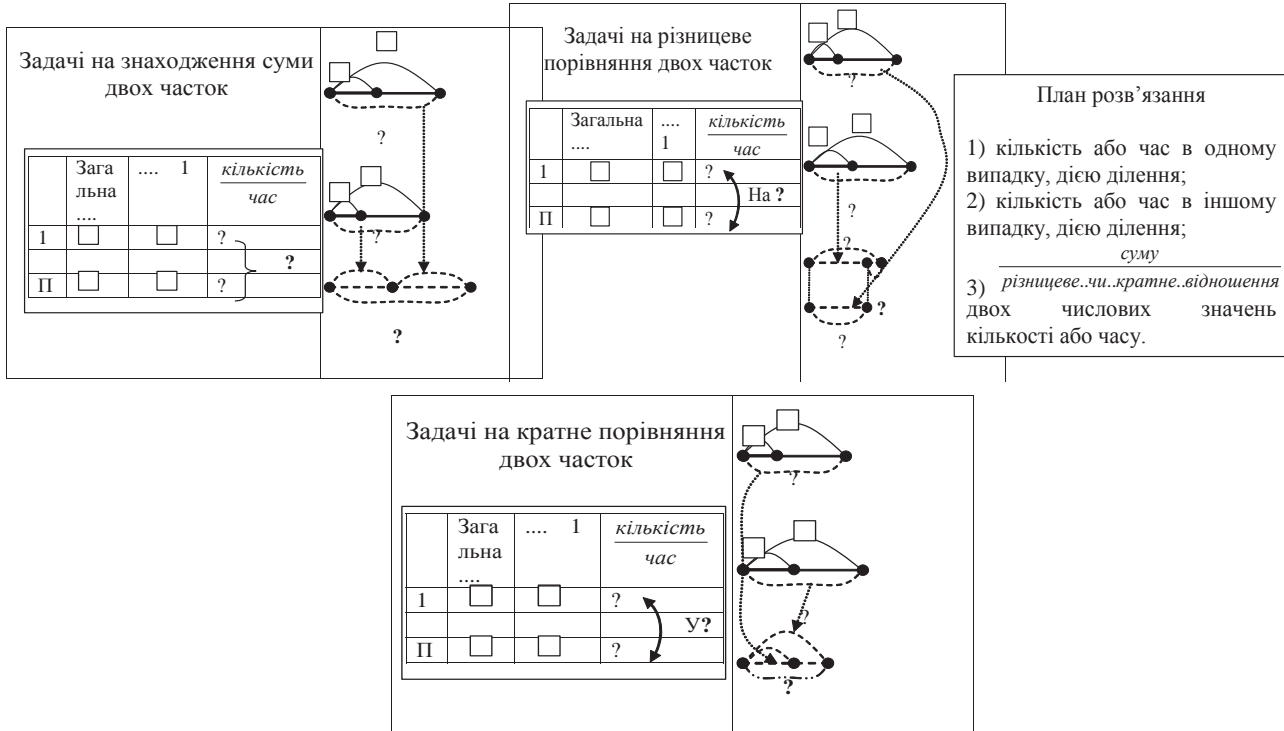 Задачі на знаходження суми
двох часток
Зага
льна
....
.... 1
кількість
час
1
?
?
П
?
?
?
?
?
Задачі на різницеве
порівняння двох часток
Загальна
....
....
1
кількість
час
1
?
На ?
П
?
?
?
?
?
?
План розв’язання
1) кількість або час в одному
випадку, дією ділення;
2) кількість або час в іншому
випадку, дією ділення;
суму
3) різницеве..чи..кратне..відношення
двох числових значень
кількості або часу.
Задачі на кратне порівняння
двох часток
Зага
льна
....
.... 1
кількість
час
1
?
У?
П
?
?
?
?